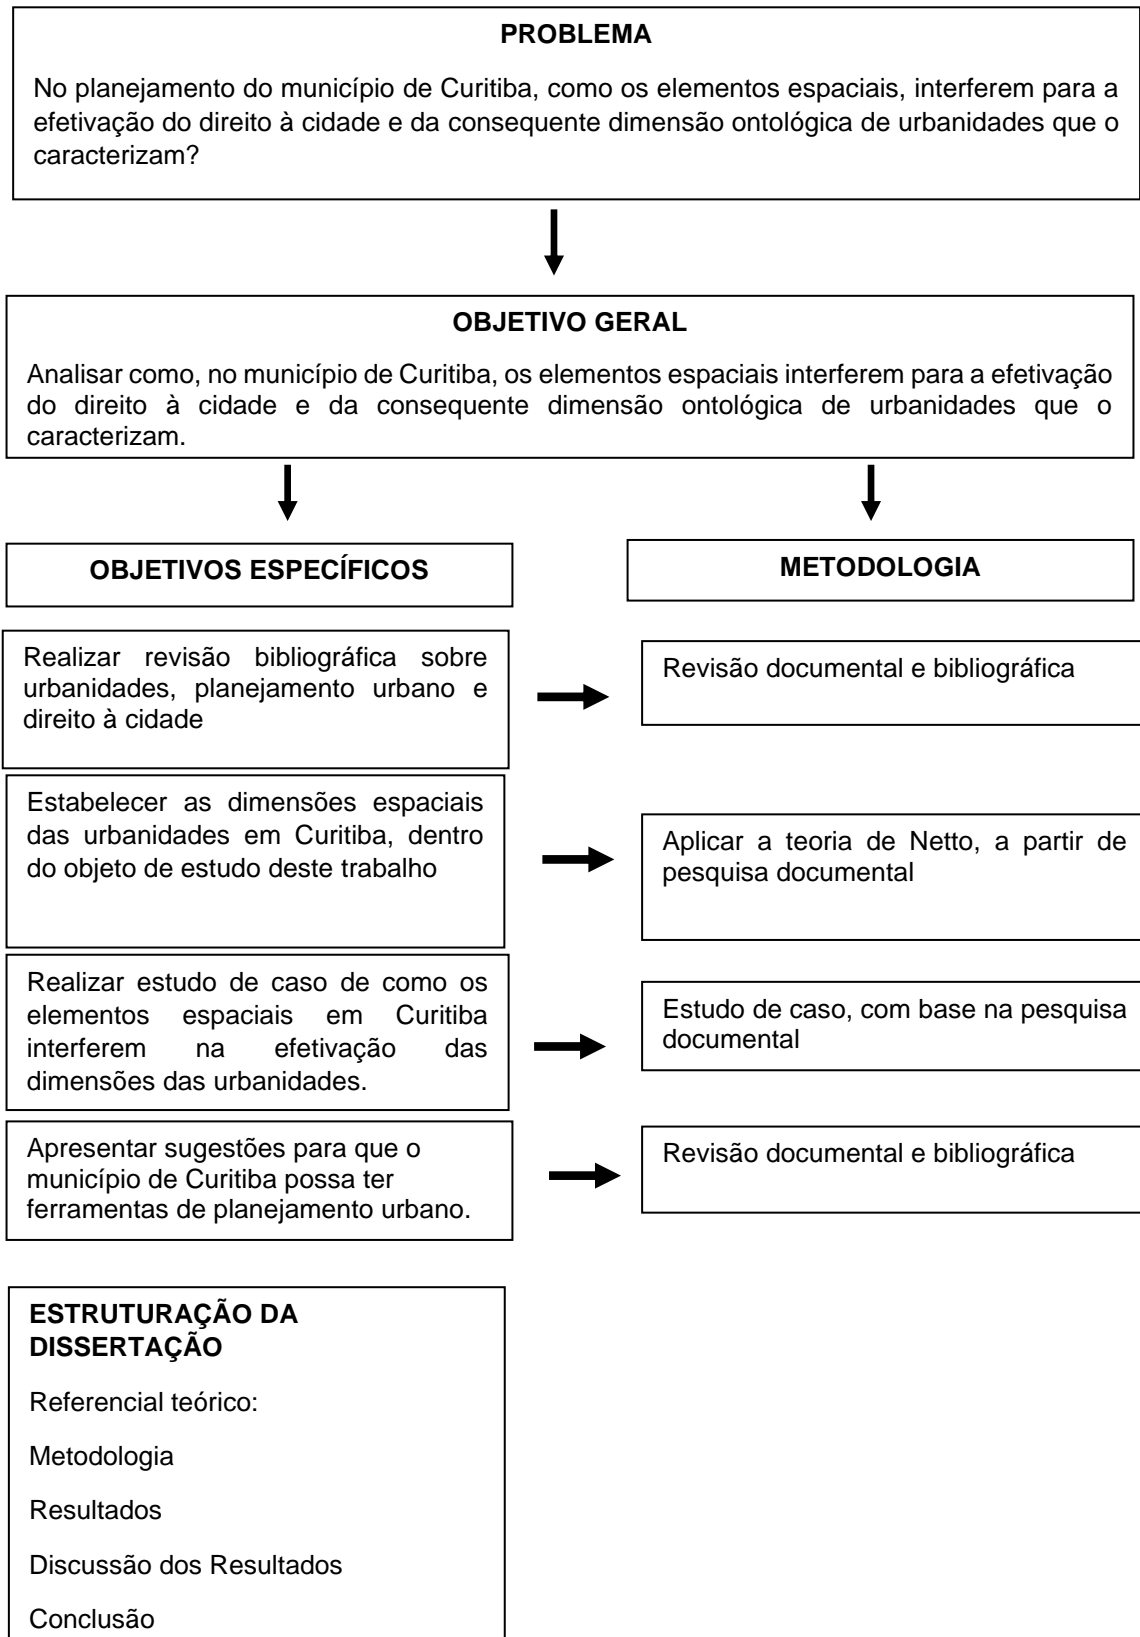 PROBLEMA
No planejamento do município de Curitiba, como os elementos espaciais, interferem para a
efetivação do direito à cidade e da consequente dimensão ontológica de urbanidades que o
caracterizam?
OBJETIVO GERAL
Analisar como, no município de Curitiba, os elementos espaciais interferem para a efetivação
do direito à cidade e da consequente dimensão ontológica de urbanidades que o
caracterizam.
OBJETIVOS ESPECÍFICOS
METODOLOGIA
Realizar revisão bibliográfica sobre
urbanidades, planejamento urbano e
direito à cidade
Revisão documental e bibliográfica
Estabelecer as dimensões espaciais
das urbanidades em Curitiba, dentro
do objeto de estudo deste trabalho
Aplicar a teoria de Netto, a partir de
pesquisa documental
Realizar estudo de caso de como os
elementos espaciais em Curitiba
interferem na efetivação das
dimensões das urbanidades.
Estudo de caso, com base na pesquisa
documental
Apresentar sugestões para que o
município de Curitiba possa ter
ferramentas de planejamento urbano.
Revisão documental e bibliográfica
ESTRUTURAÇÃO DA
DISSERTAÇÃO
Referencial teórico:
Metodologia
Resultados
Discussão dos Resultados
Conclusão